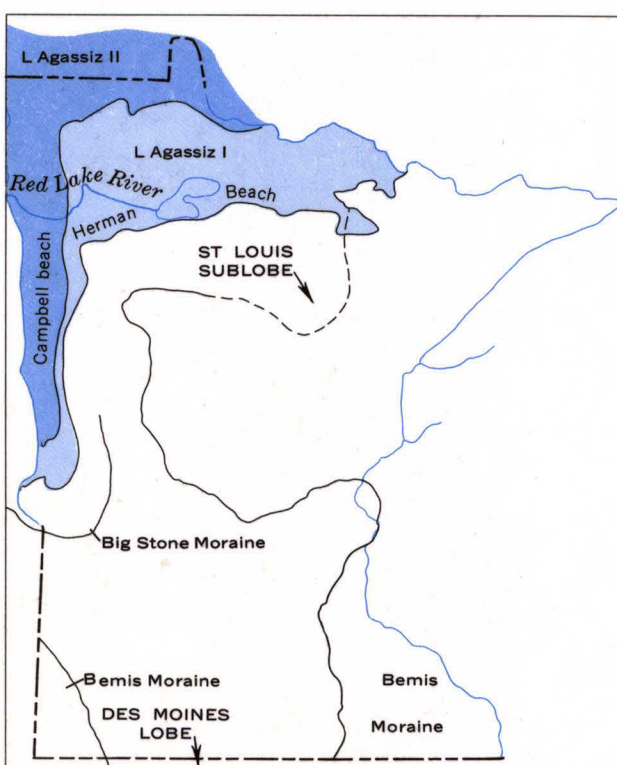 L Agassiz II
L Agassiz I
Red Lake River
Beach
Herman
Campbell beach
ST LOUIS
SUBLOBE
Big Stone Moraine
Bemis Moraine
DES MOINES
LOBE
Bemis
Moraine